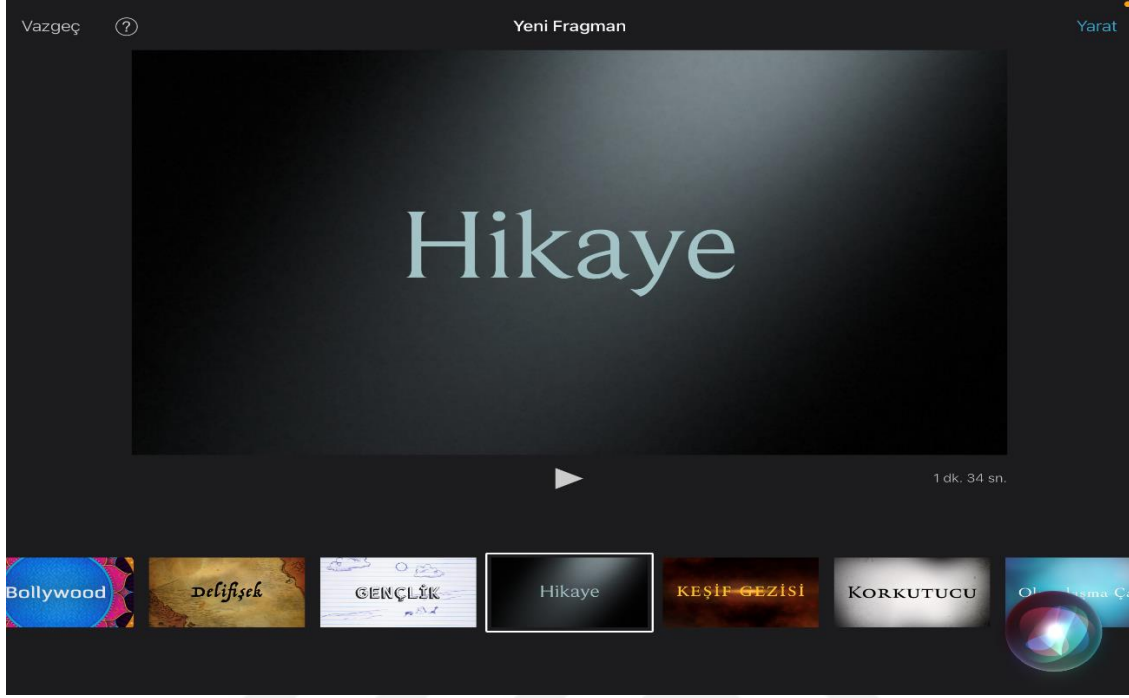 Vazgeç ? Yeni Fragman Yarat
Hikaye
1 dk. 34 sn.
Bollywood Delifişek GENÇLİK Hikaye KEŞİF GEZİSİ KORKUTUCU